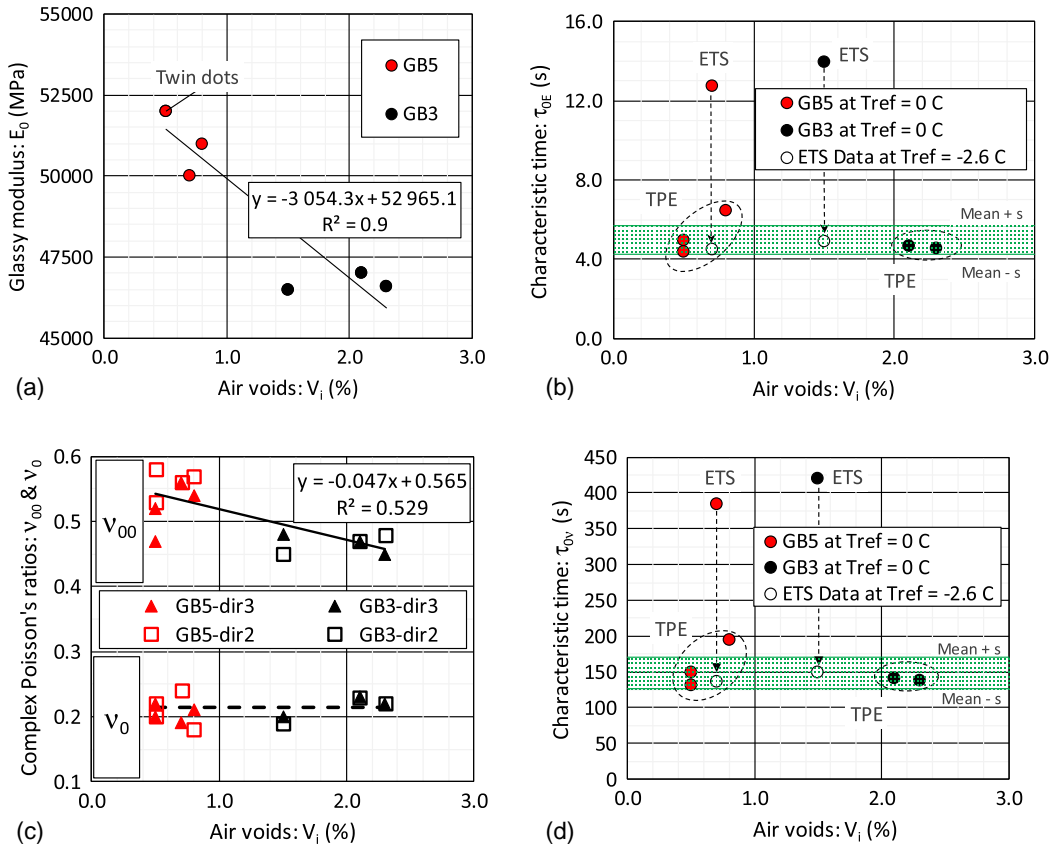 55000
52500
50000
47500
45000
Glassy modulus: E₀ (MPa)
Twin dots
GB5
GB3
y = -3 054.3x + 52 965.1
R² = 0.9
0.0 1.0 2.0 3.0
(a)
Air voids: Vᵢ (%)
16.0
12.0
8.0
4.0
0.0
Characteristic time: τ₀E (s)
ETS
ETS
GB5 at Tref = 0 C
GB3 at Tref = 0 C
ETS Data at Tref = -2.6 C
TPE
Mean + s
Mean - s
TPE
0.0 1.0 2.0 3.0
(b)
Air voids: Vᵢ (%)
0.6
0.5
0.4
0.3
0.2
0.1
Complex Poisson's ratios: ν₀₀ & ν₀
ν₀₀
y = -0.047x + 0.565
R² = 0.529
GB5-dir3 GB3-dir3
GB5-dir2 GB3-dir2
ν₀
0.0 1.0 2.0 3.0
(c)
Air voids: Vᵢ (%)
450
400
350
300
250
200
150
100
50
0
Characteristic time: τ₀ν (s)
ETS
ETS
GB5 at Tref = 0 C
GB3 at Tref = 0 C
ETS Data at Tref = -2.6 C
TPE
Mean + s
Mean - s
TPE
0.0 1.0 2.0 3.0
(d)
Air voids: Vᵢ (%)